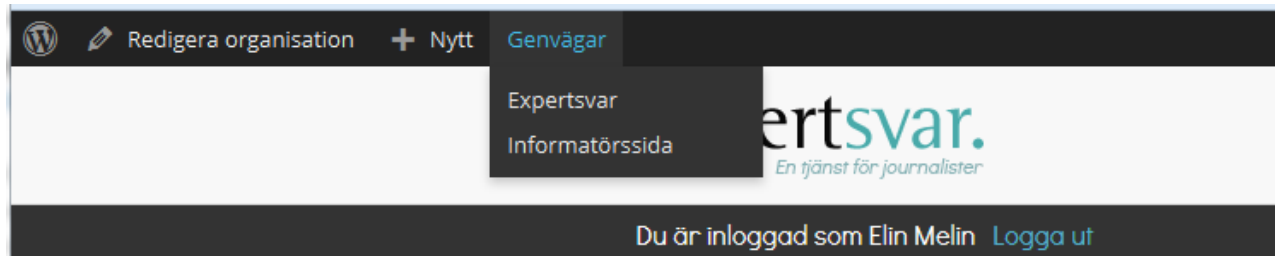 Redigera organisation + Nytt Genvägar
Expertsvar
Informatörssida
ertsvar.
En tjänst för journalister
Du är inloggad som Elin Melin Logga ut